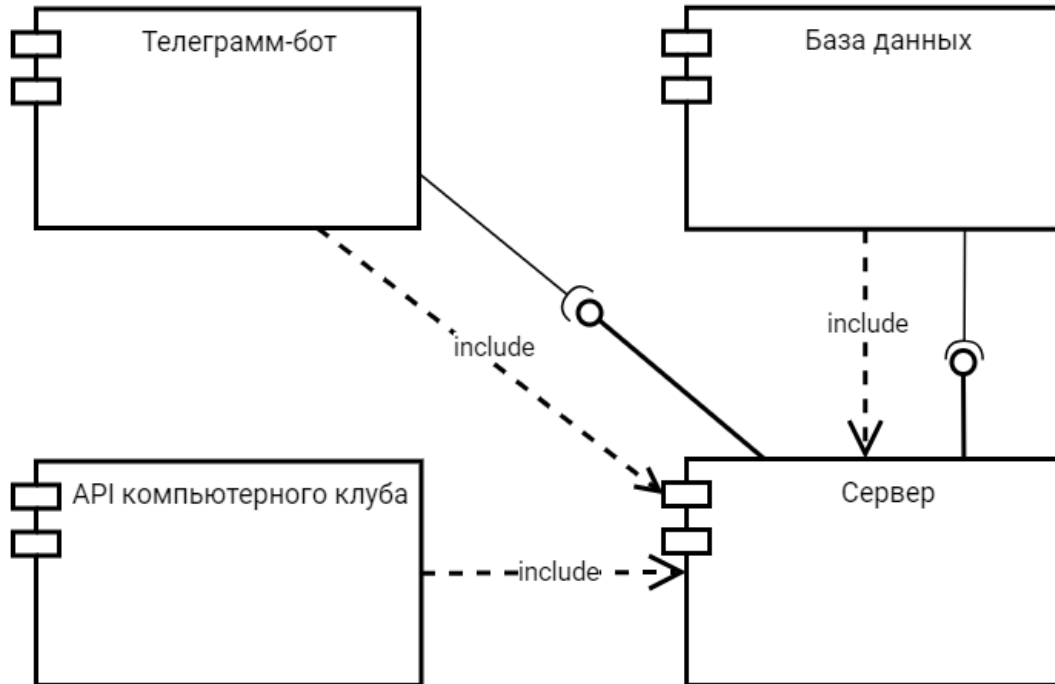 Телеграмм-бот
База данных
include
include
API компьютерного клуба
Сервер
include